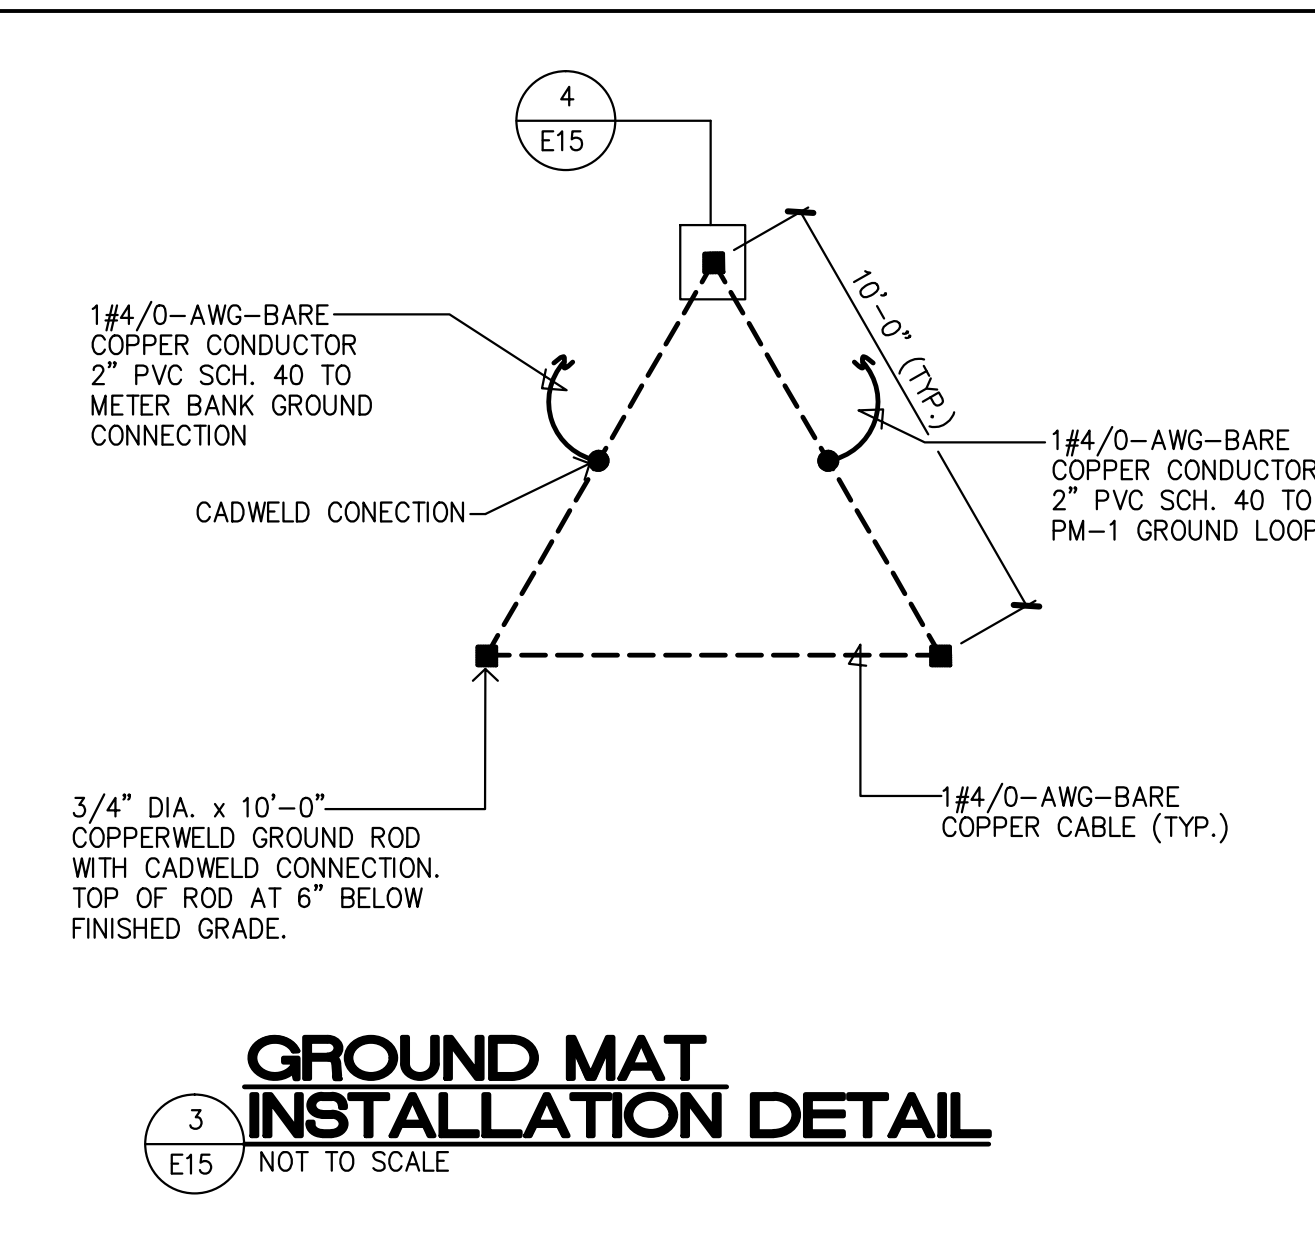 4
E15
10'-0" (TYP.)
1#4/0-AWG-BARE
COPPER CONDUCTOR
2" PVC SCH. 40 TO
METER BANK GROUND
CONNECTION
1#4/0-AWG-BARE
COPPER CONDUCTOR
2" PVC SCH. 40 TO
PM-1 GROUND LOOP
CADWELD CONECTION
3/4" DIA. x 10'-0"
COPPERWELD GROUND ROD
WITH CADWELD CONNECTION.
TOP OF ROD AT 6" BELOW
FINISHED GRADE.
1#4/0-AWG-BARE
COPPER CABLE (TYP.)
GROUND MAT
INSTALLATION DETAIL
3
E15
NOT TO SCALE